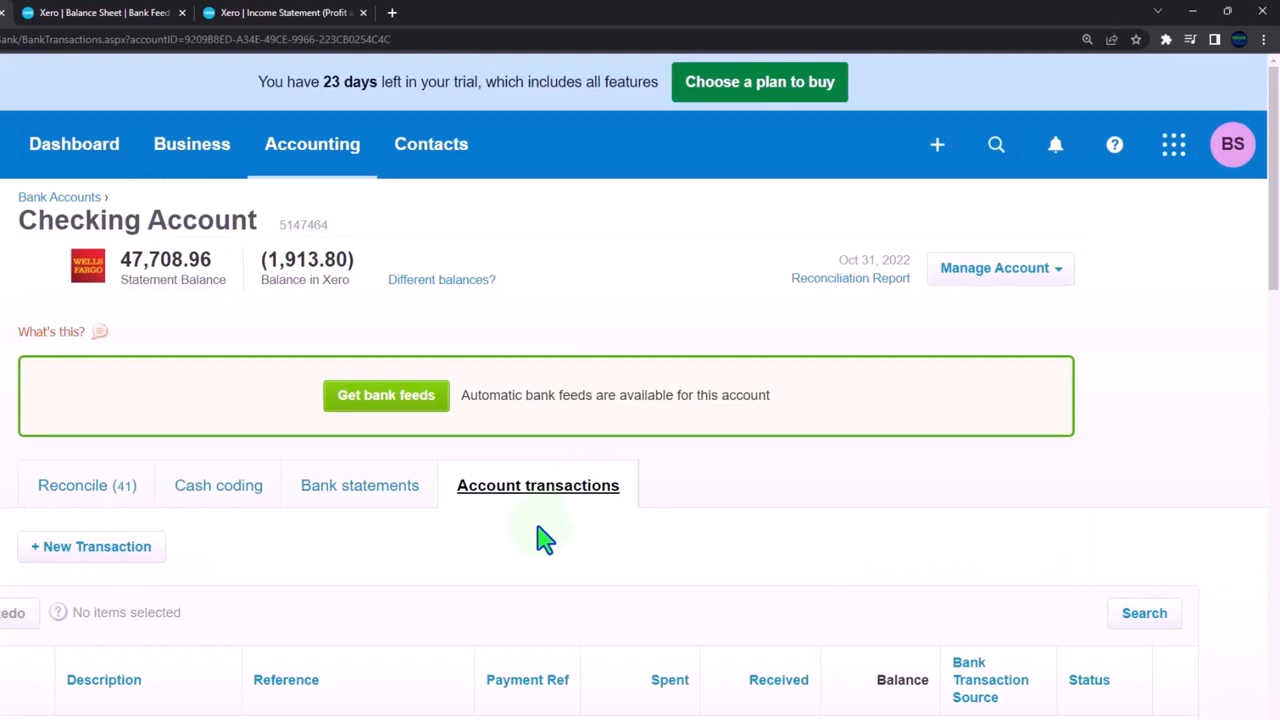 Xero | Balance Sheet | Bank Feed
Xero | Income Statement (Profit a
ank/BankTransactions.aspx?accountID=9209B8ED-A34E-49CE-9966-223CB0254C4C
You have 23 days left in your trial, which includes all features
Choose a plan to buy
Dashboard
Business
Accounting
Contacts
BS
Bank Accounts ›
Checking Account
5147464
WELLS
FARGO
47,708.96
Statement Balance
(1,913.80)
Balance in Xero
Different balances?
Oct 31, 2022
Reconciliation Report
Manage Account
What's this?
Get bank feeds
Automatic bank feeds are available for this account
Reconcile (41)
Cash coding
Bank statements
Account transactions
+ New Transaction
edo
? No items selected
Search
Description
Reference
Payment Ref
Spent
Received
Balance
Bank
Transaction
Source
Status